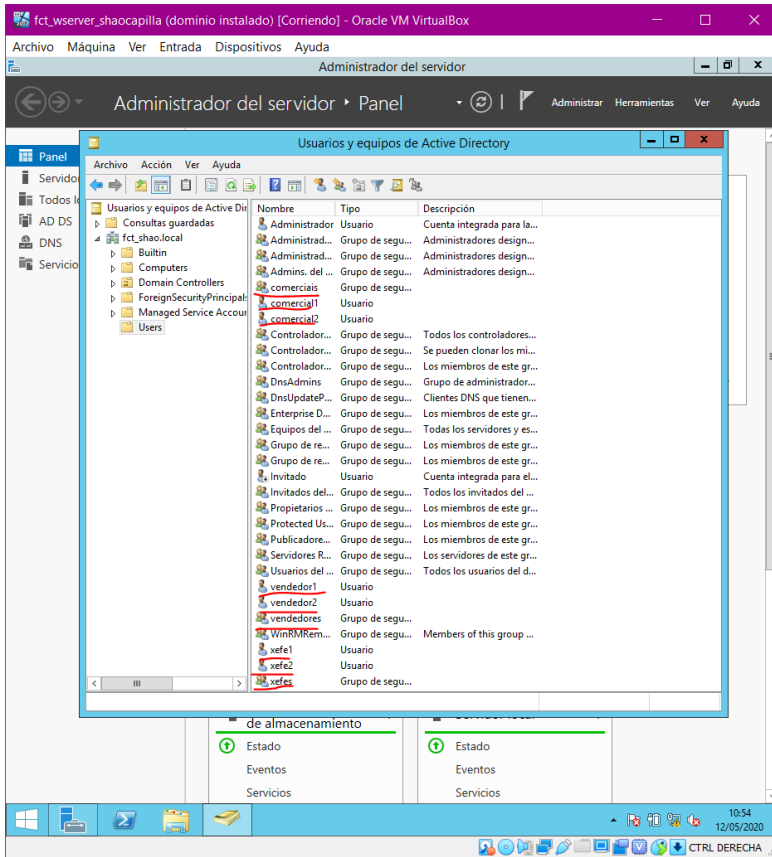 fct_wserver_shaocapilla (dominio instalado) [Corriendo] - Oracle VM VirtualBox
Archivo Máquina Ver Entrada Dispositivos Ayuda
Administrador del servidor
Administrador del servidor Panel
Administrar Herramientas Ver Ayuda
Panel
AD DS
DNS
Usuarios y equipos de Active Directory
Archivo Acción Ver Ayuda
Usuarios y equipos de Active Dir
Consultas guardadas
fct_shao.local
Builtin
Computers
Domain Controllers
ForeignSecurityPrincipal
Managed Service Accour
Users
Nombre Tipo Descripción
Administrador Usuario Cuenta integrada para la...
Administrad... Grupo de segu... Administradores design...
Administrad... Grupo de segu... Administradores design...
Admins. del ... Grupo de segu... Administradores design...
comerciais Grupo de segu...
comercial1 Usuario
comercial2 Usuario
Controlador... Grupo de segu... Todos los controladores...
Controlador... Grupo de segu... Se pueden clonar los mi...
Controlador... Grupo de segu... Los miembros de este gr...
DnsAdmins Grupo de segu... Grupo de administrador...
DnsUpdateP... Grupo de segu... Clientes DNS que tienen...
Enterprise D... Grupo de segu... Los miembros de este gr...
Equipos del ... Grupo de segu... Todas los servidores y es...
Grupo de re... Grupo de segu... Los miembros de este gr...
Grupo de re... Grupo de segu... Los miembros de este gr...
Invitado Usuario Cuenta integrada para el...
Invitados del... Grupo de segu... Todos los invitados del ...
Propietarios ... Grupo de segu... Los miembros de este gr...
Protected Us... Grupo de segu... Los miembros de este gr...
Publicadore... Grupo de segu... Los miembros de este gr...
Servidores R... Grupo de segu... Los servidores de este gr...
Usuarios del ... Grupo de segu... Todos los usuarios del d...
vendedor1 Usuario
vendedor2 Usuario
vendedores Grupo de segu...
WinRMRem... Grupo de segu... Members of this group ...
xefe1 Usuario
xefe2 Usuario
xefes Grupo de segu...
de almacenamiento
Estado
Eventos
Servicios
Estado
Eventos
Servicios
10:54
12/05/2020
CTRL DERECHA